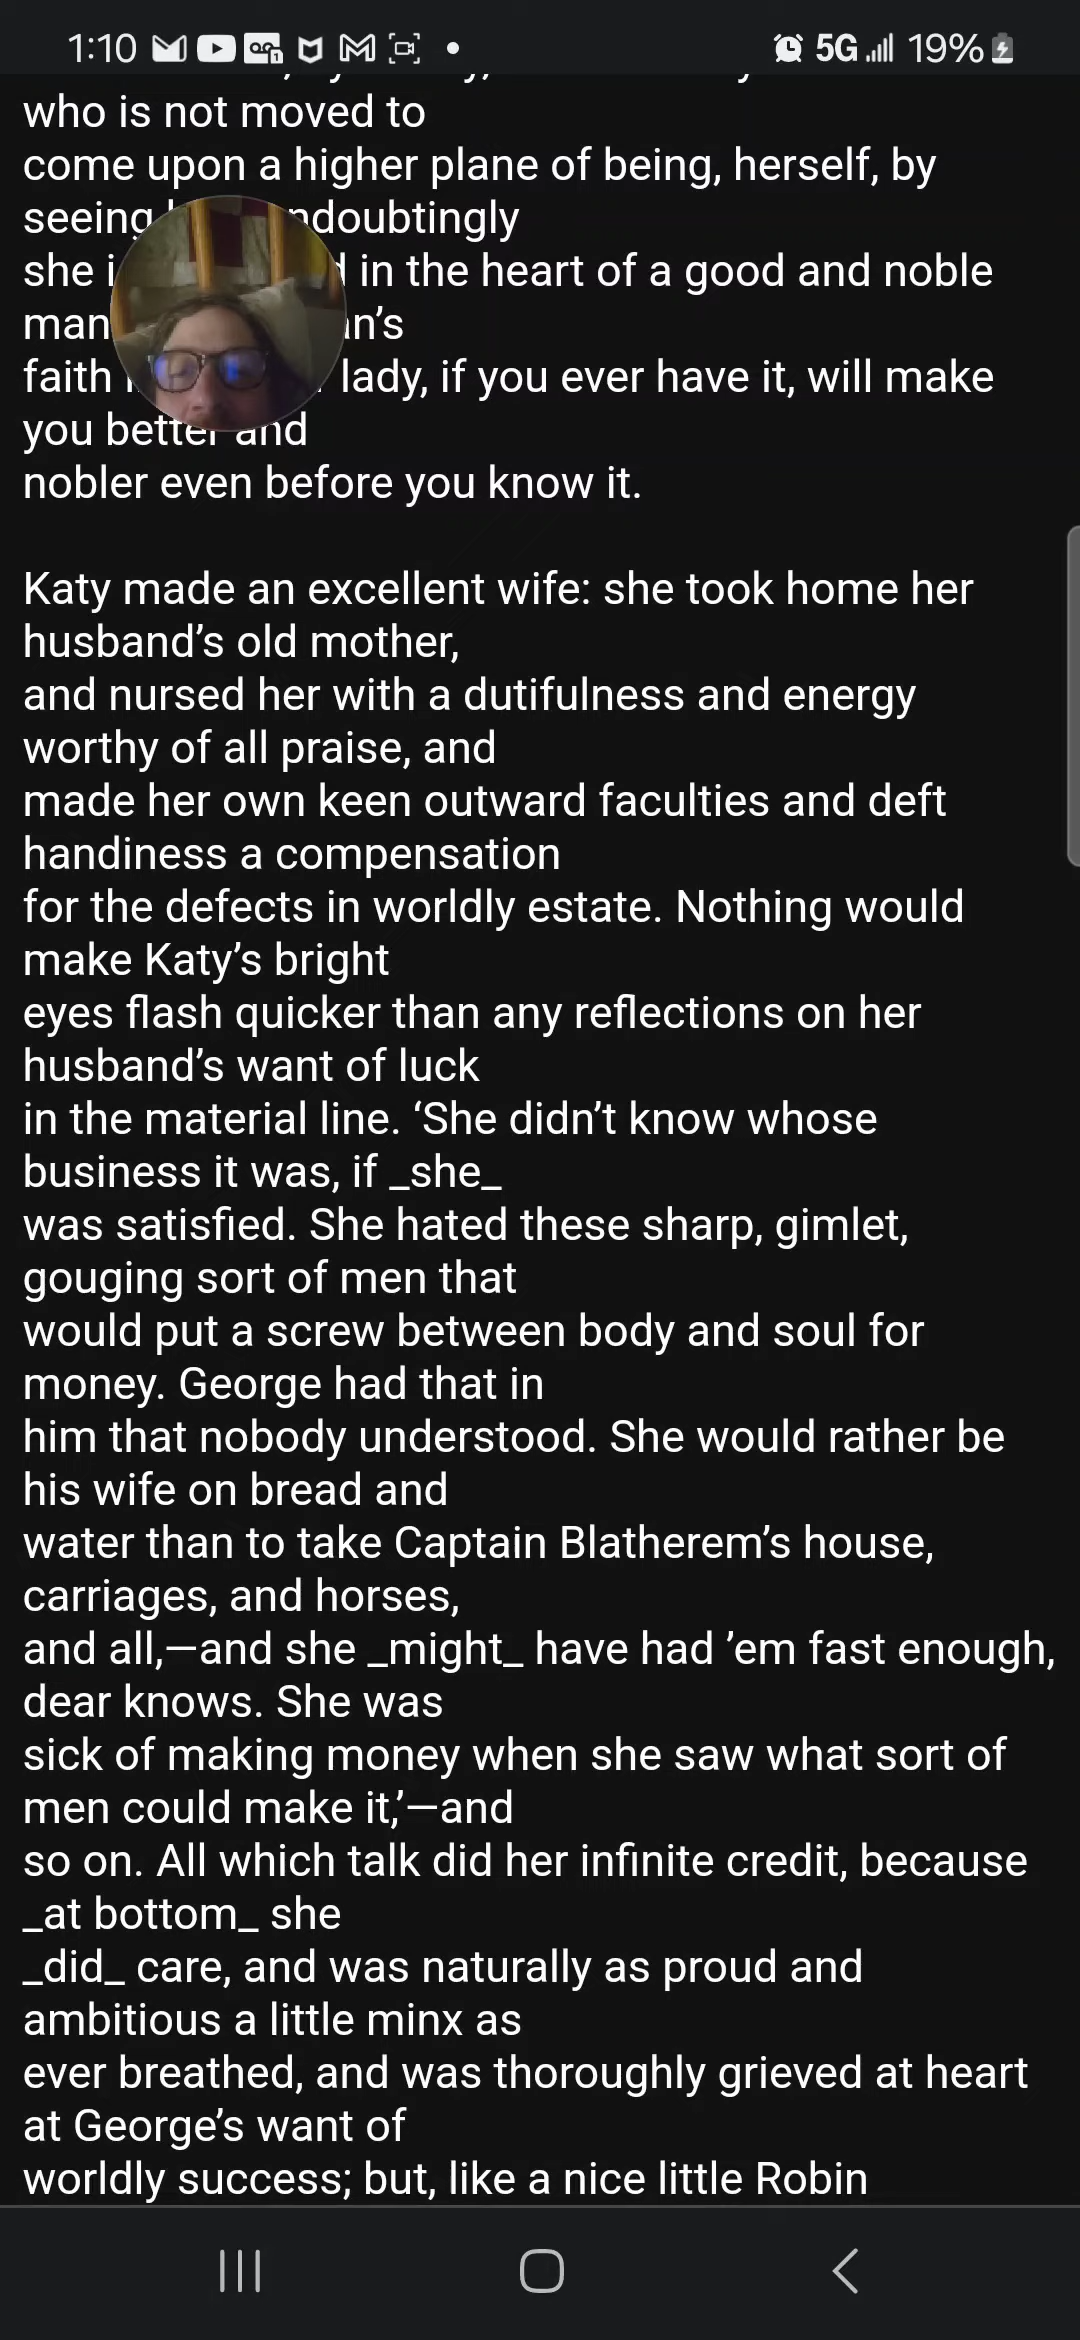 1:10 5G 19%
who is not moved to
come upon a higher plane of being, herself, by
seeing ndoubtingly
she i in the heart of a good and noble
man an’s
faith lady, if you ever have it, will make
you better and
nobler even before you know it.
Katy made an excellent wife: she took home her
husband’s old mother,
and nursed her with a dutifulness and energy
worthy of all praise, and
made her own keen outward faculties and deft
handiness a compensation
for the defects in worldly estate. Nothing would
make Katy’s bright
eyes flash quicker than any reflections on her
husband’s want of luck
in the material line. ‘She didn’t know whose
business it was, if _she_
was satisfied. She hated these sharp, gimlet,
gouging sort of men that
would put a screw between body and soul for
money. George had that in
him that nobody understood. She would rather be
his wife on bread and
water than to take Captain Blatherem’s house,
carriages, and horses,
and all,—and she _might_ have had ’em fast enough,
dear knows. She was
sick of making money when she saw what sort of
men could make it,’—and
so on. All which talk did her infinite credit, because
_at bottom_ she
_did_ care, and was naturally as proud and
ambitious a little minx as
ever breathed, and was thoroughly grieved at heart
at George’s want of
worldly success; but, like a nice little Robin